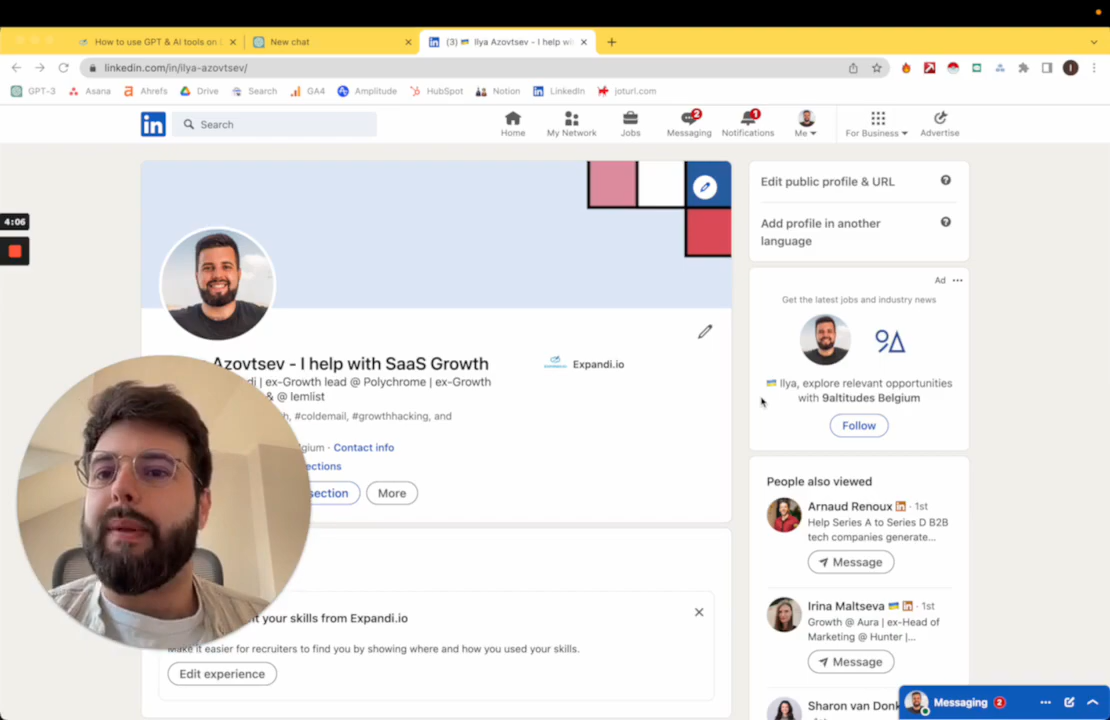 How to use GPT & AI tools on
New chat
(3) 🇺🇦 Ilya Azovtsev - I help wi
linkedin.com/in/ilya-azovtsev/
GPT-3
Asana
Ahrefs
Drive
Search
GA4
Amplitude
HubSpot
Notion
LinkedIn
joturl.com
in
Search
Home
My Network
Jobs
2
Messaging
1
Notifications
Me
For Business
Advertise
4:06
Azovtsev - I help with SaaS Growth
| ex-Growth lead @ Polychrome | ex-Growth
& @ lemlist
#coldemail, #growthhacking, and
Contact info
More
Expandi.io
your skills from Expandi.io
Make it easier for recruiters to find you by showing where and how you used your skills.
Edit experience
Edit public profile & URL
Add profile in another
language
Ad
Get the latest jobs and industry news
🇺🇦 Ilya, explore relevant opportunities
with 9altitudes Belgium
Follow
People also viewed
Arnaud Renoux · 1st
Help Series A to Series D B2B
tech companies generate...
Message
Irina Maltseva 🇺🇦 · 1st
Growth @ Aura | ex-Head of
Marketing @ Hunter |...
Message
Sharon van Donk
Messaging 2